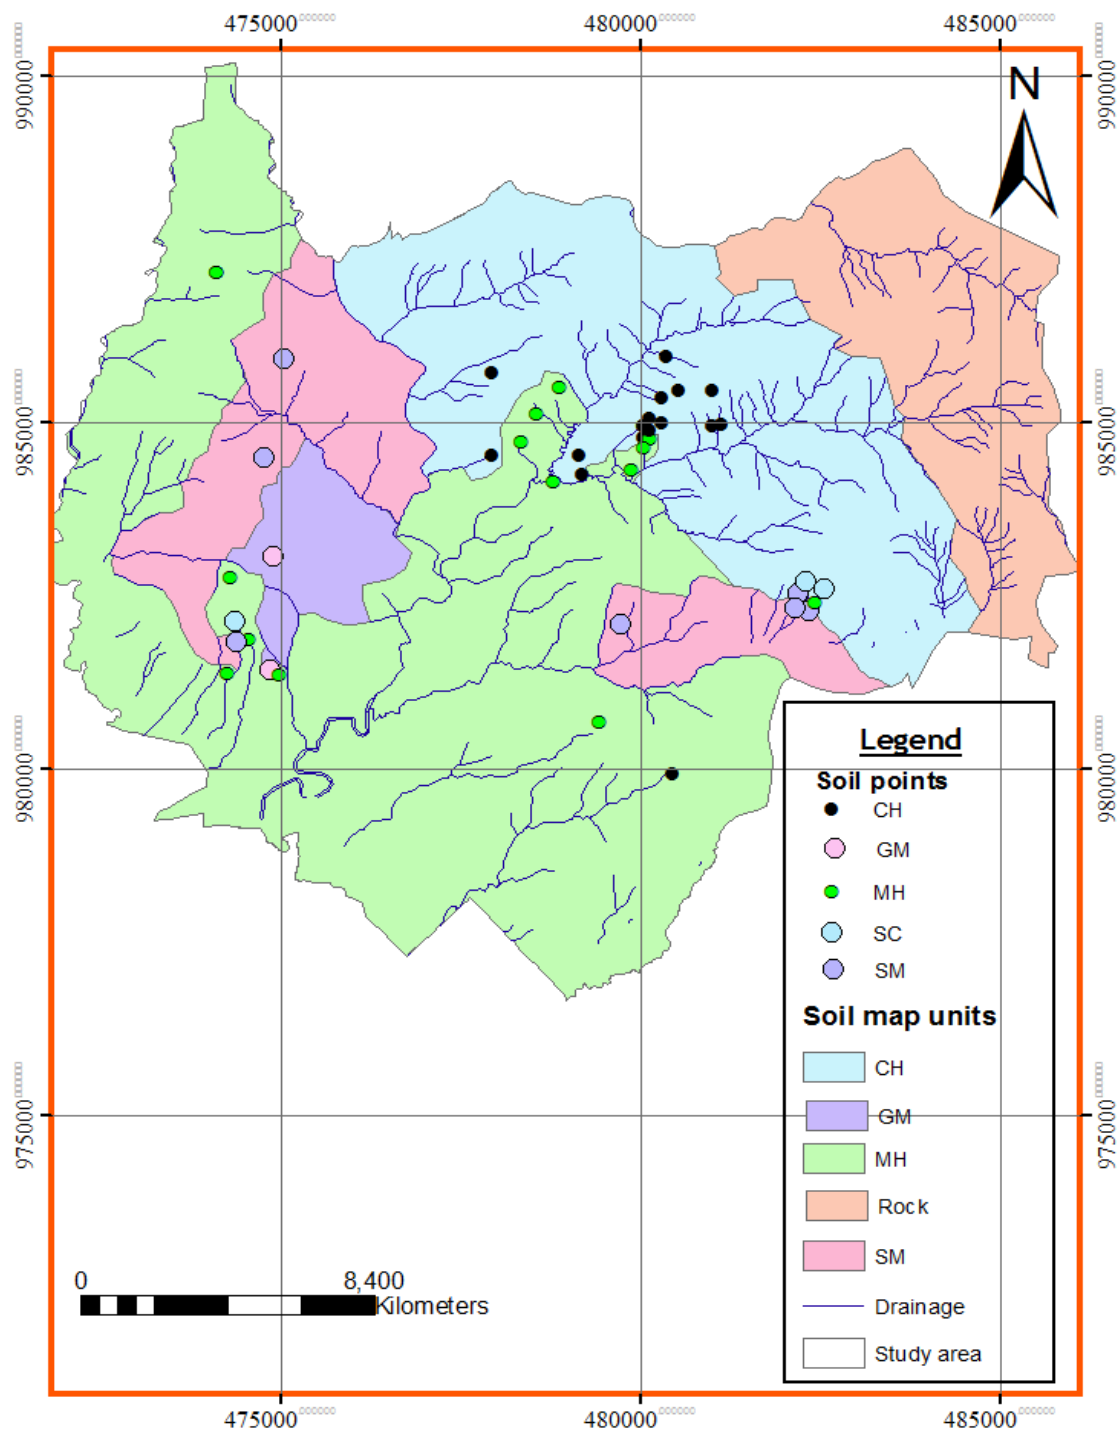 475000 480000 485000
990000 990000
N
985000 985000
Legend
Soil points
CH
GM
MH
SC
SM
980000 980000
Soil map units
CH
GM
MH
Rock
SM
Drainage
Study area
975000 975000
0 8,400
Kilometers
475000 480000 485000